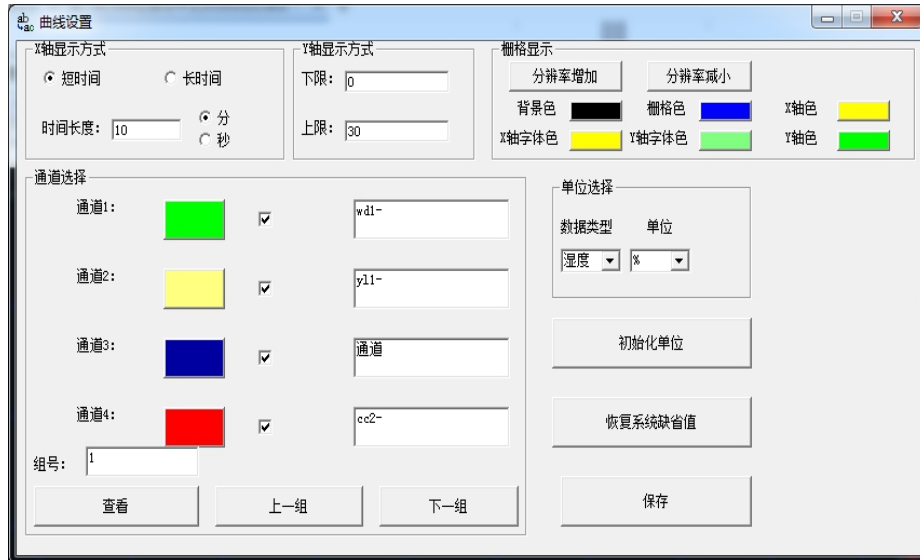 曲线设置
X轴显示方式
短时间 长时间
时间长度: 10 分
秒
Y轴显示方式
下限: 0
上限: 30
栅格显示
分辨率增加 分辨率减小
背景色 栅格色 X轴色
X轴字体色 Y轴字体色 Y轴色
通道选择
通道1: wd1-
通道2: yl1-
通道3: 通道
通道4: cc2-
组号: 1
查看 上一组 下一组
单位选择
数据类型 单位
湿度 %
初始化单位
恢复系统缺省值
保存